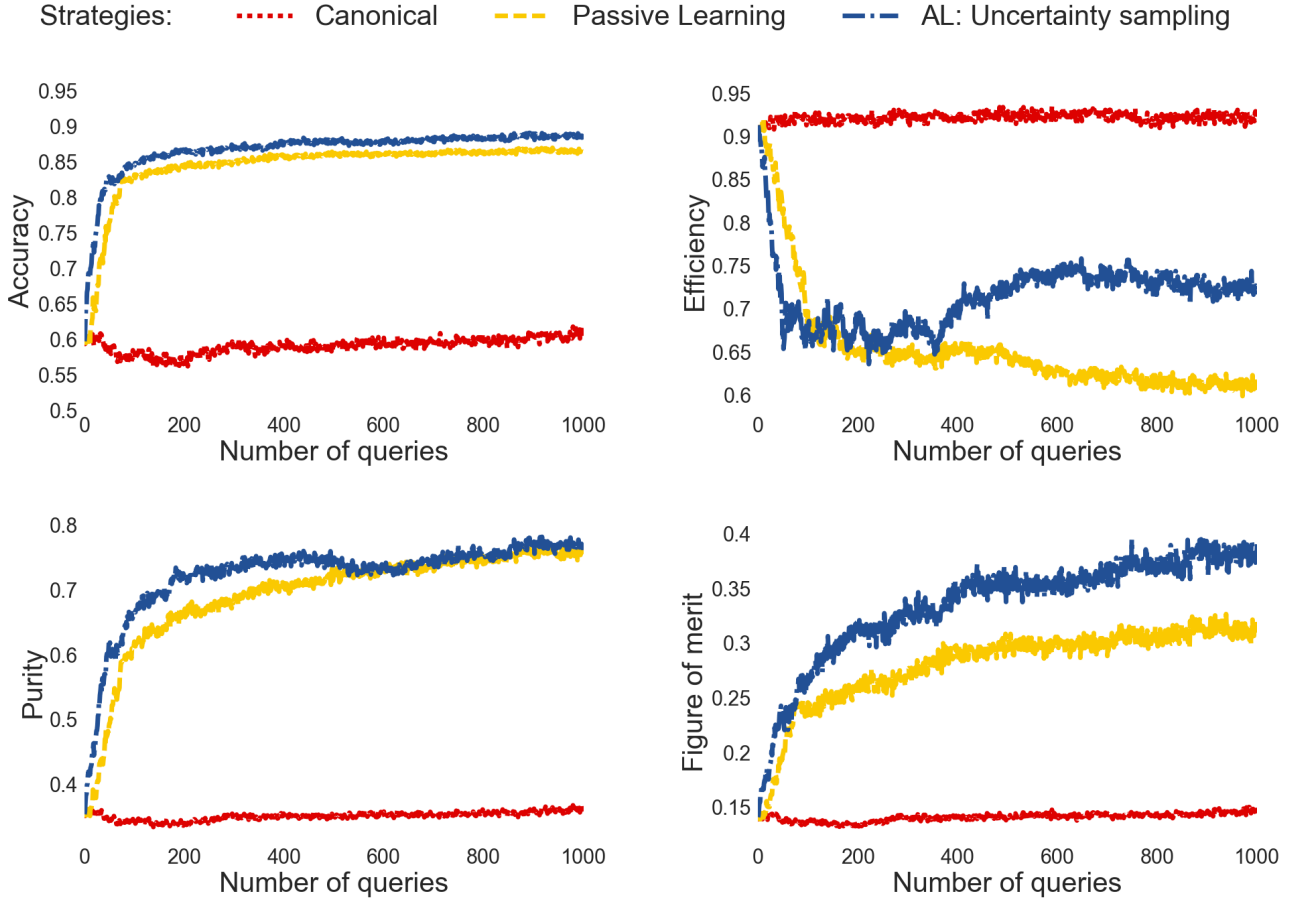 Strategies: Canonical Passive Learning AL: Uncertainty sampling
Accuracy
0.95
0.9
0.85
0.8
0.75
0.7
0.65
0.6
0.55
0.5
0 200 400 600 800 1000
Number of queries
Efficiency
0.95
0.9
0.85
0.8
0.75
0.7
0.65
0.6
0 200 400 600 800 1000
Number of queries
Purity
0.8
0.7
0.6
0.5
0.4
0 200 400 600 800 1000
Number of queries
Figure of merit
0.4
0.35
0.3
0.25
0.2
0.15
0 200 400 600 800 1000
Number of queries